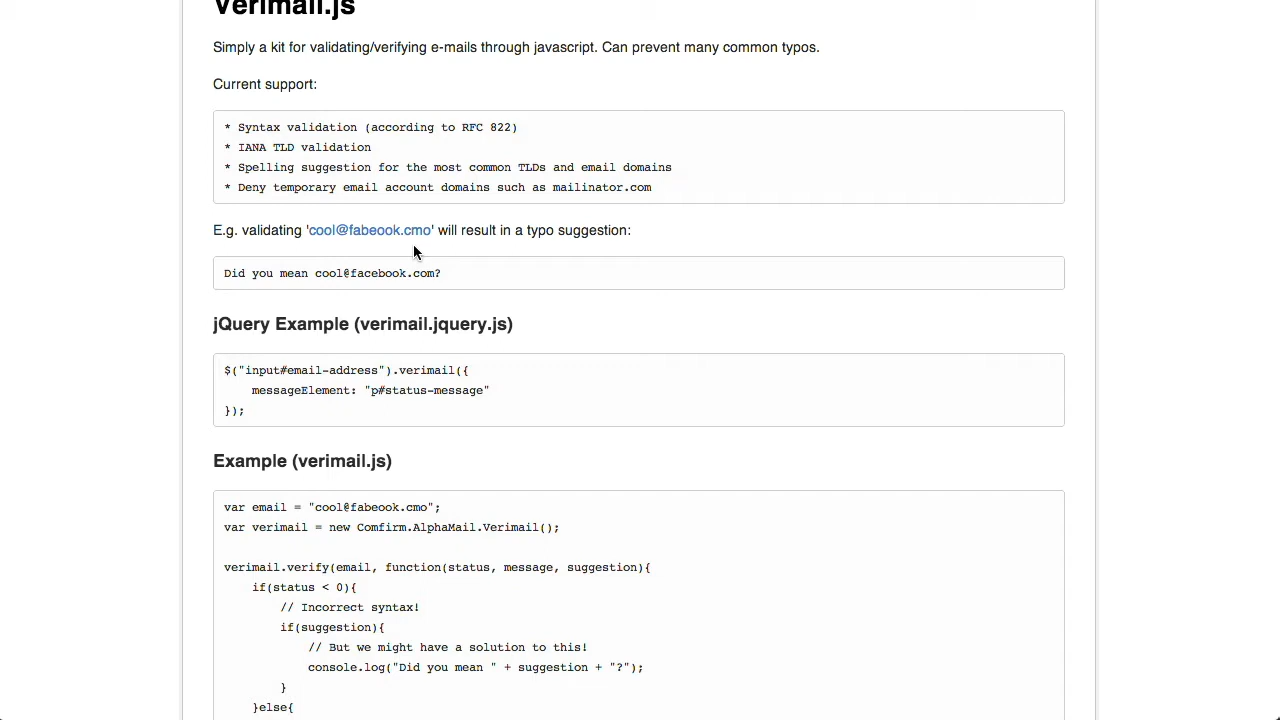 Verimail.js
Simply a kit for validating/verifying e-mails through javascript. Can prevent many common typos.
Current support:
* Syntax validation (according to RFC 822)
* IANA TLD validation
* Spelling suggestion for the most common TLDs and email domains
* Deny temporary email account domains such as mailinator.com
E.g. validating 'cool@fabeook.cmo' will result in a typo suggestion:
Did you mean cool@facebook.com?
jQuery Example (verimail.jquery.js)
$("input#email-address").verimail({
    messageElement: "p#status-message"
});
Example (verimail.js)
var email = "cool@fabeook.cmo";
var verimail = new Comfirm.AlphaMail.Verimail();
verimail.verify(email, function(status, message, suggestion){
    if(status < 0){
        // Incorrect syntax!
        if(suggestion){
            // But we might have a solution to this!
            console.log("Did you mean " + suggestion + "?");
        }
    }else{